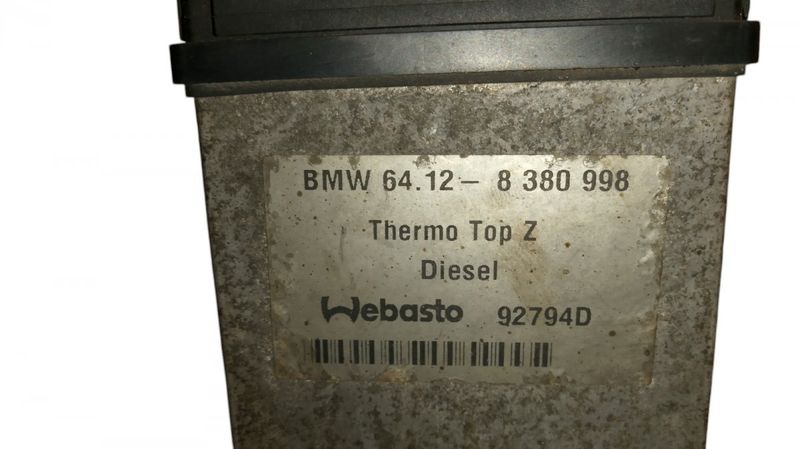 BMW 64.12 – 8 380 998
Thermo Top Z
Diesel
Webasto 92794D